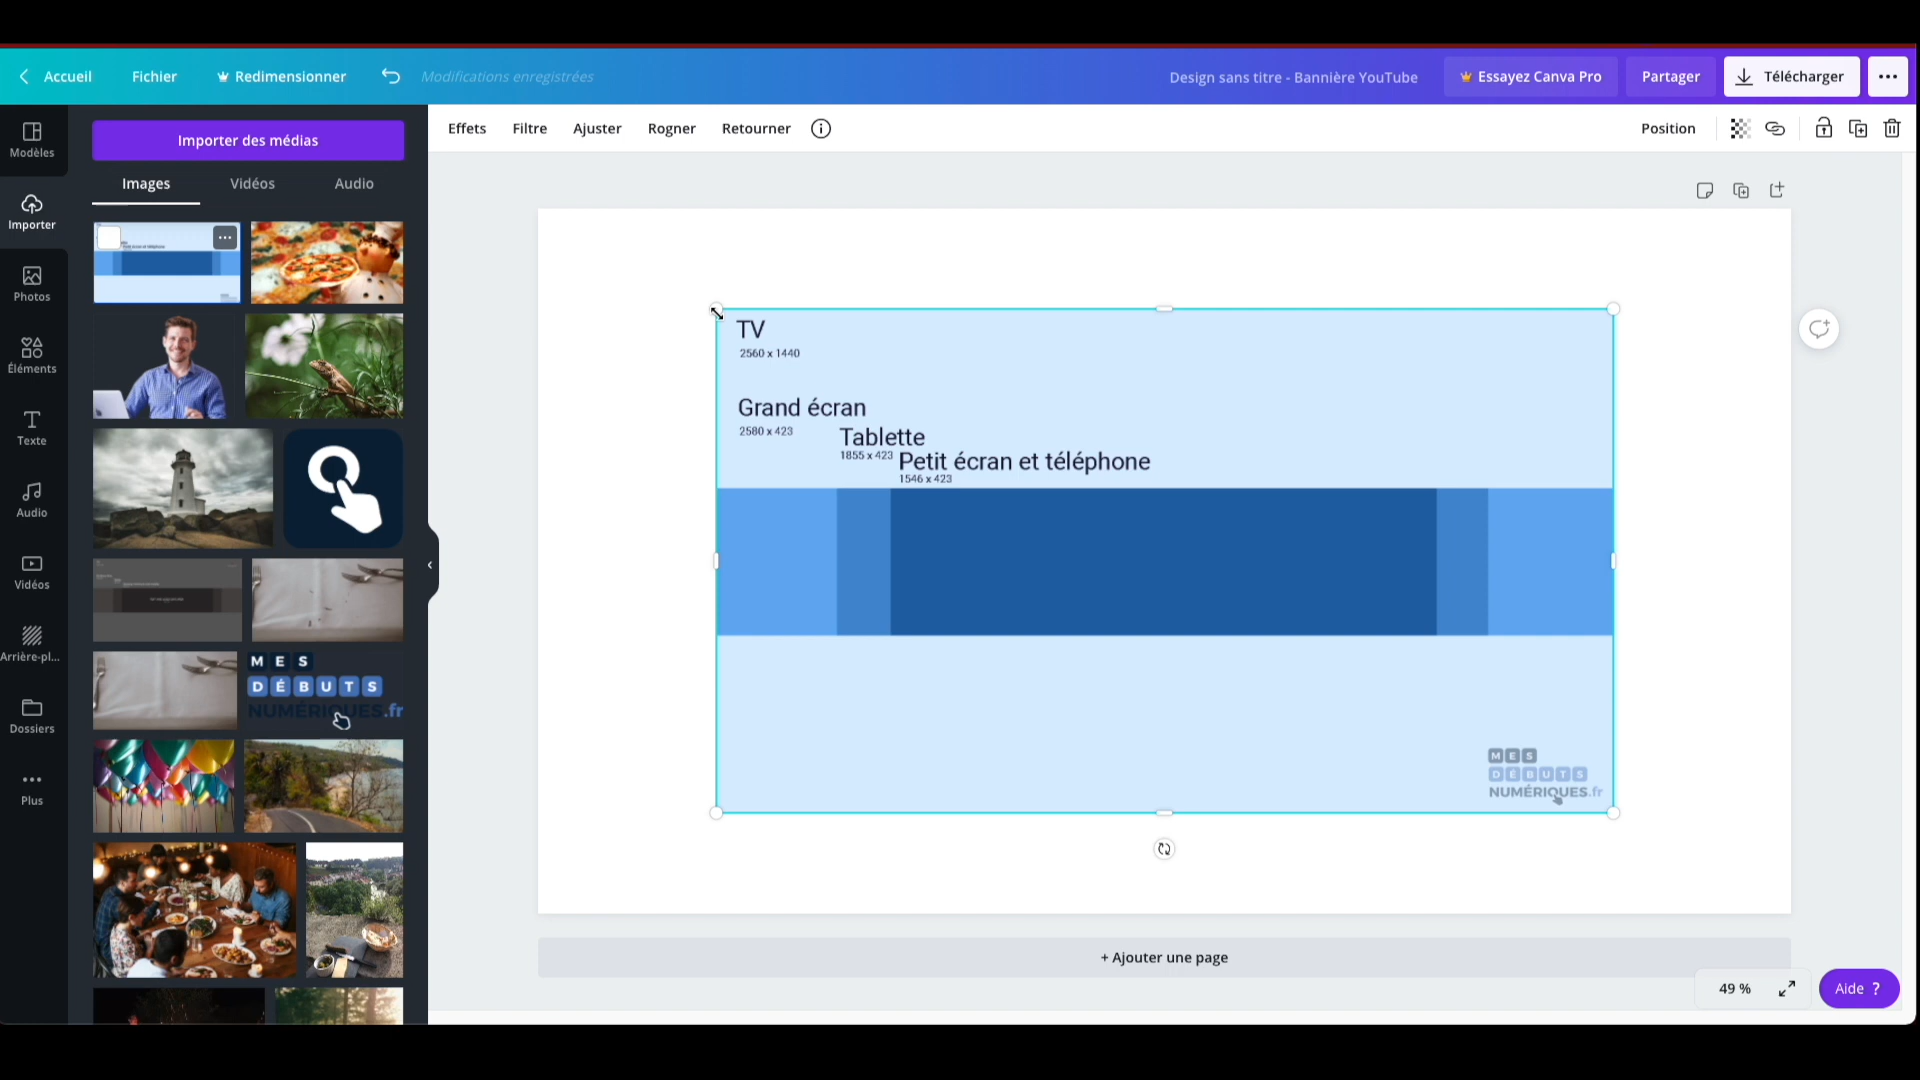 Accueil
Fichier
Redimensionner
Modifications enregistrées
Design sans titre - Bannière YouTube
Essayez Canva Pro
Partager
Télécharger
Modèles
Importer
Photos
Éléments
Texte
Audio
Vidéos
Arrière-pl...
Dossiers
Plus
Importer des médias
Images
Vidéos
Audio
MES
DÉBUTS
NUMÉRIQUES.fr
Effets
Filtre
Ajuster
Rogner
Retourner
Position
TV
2560 x 1440
Grand écran
2580 x 423
Tablette
1855 x 423
Petit écran et téléphone
1546 x 423
MES
DÉBUTS
NUMÉRIQUES.fr
+ Ajouter une page
49 %
Aide ?